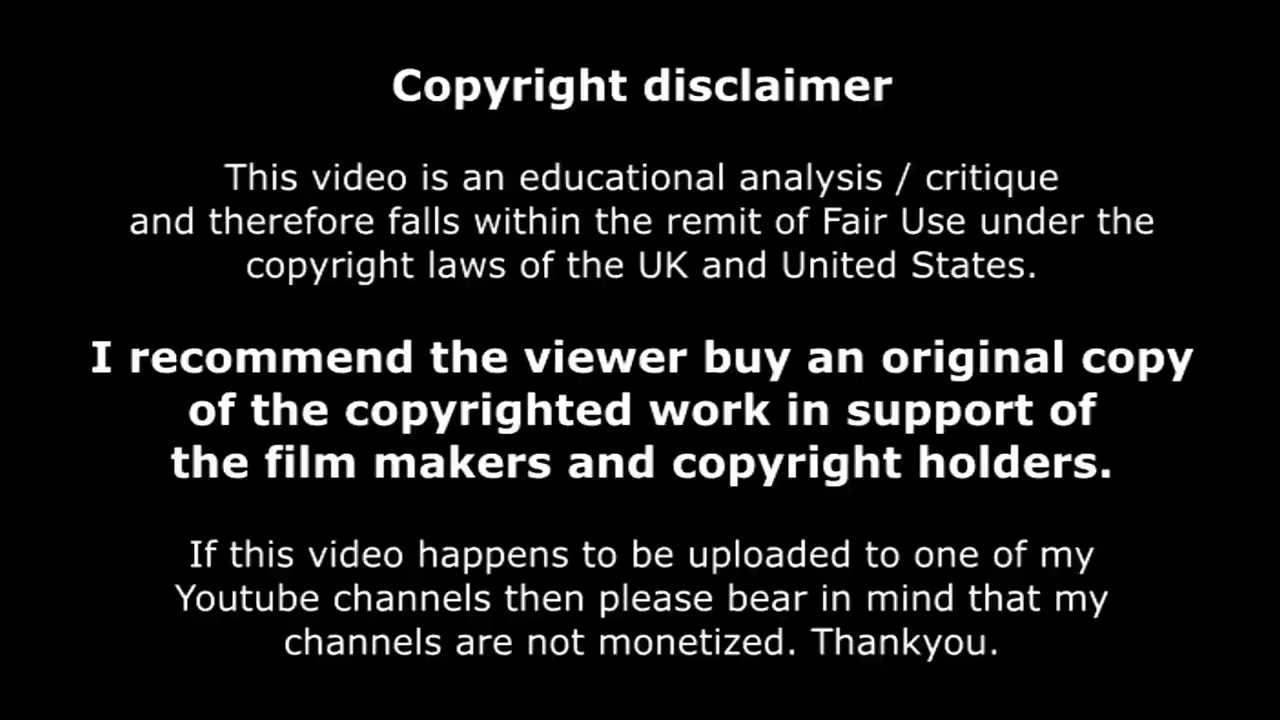 Copyright disclaimer
This video is an educational analysis / critique
and therefore falls within the remit of Fair Use under the
copyright laws of the UK and United States.
I recommend the viewer buy an original copy
of the copyrighted work in support of
the film makers and copyright holders.
If this video happens to be uploaded to one of my
Youtube channels then please bear in mind that my
channels are not monetized. Thankyou.